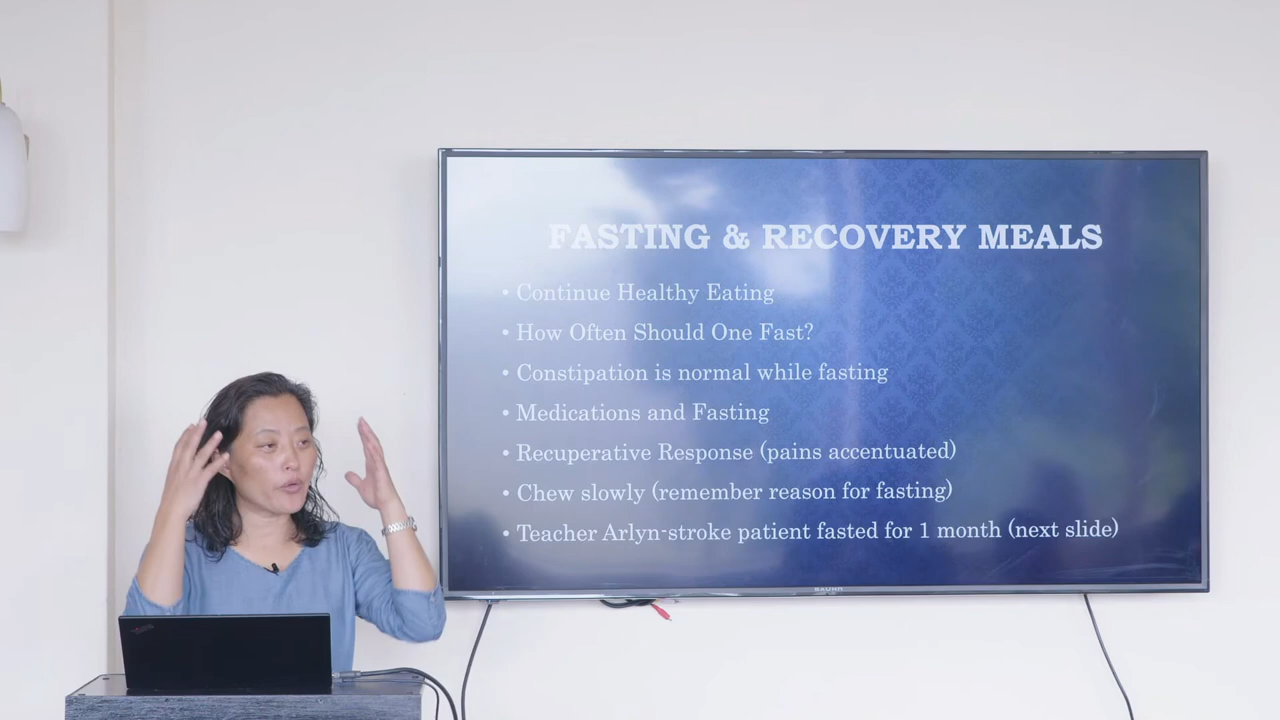 FASTING & RECOVERY MEALS
• Continue Healthy Eating
• How Often Should One Fast?
• Constipation is normal while fasting
• Medications and Fasting
• Recuperative Response (pains accentuated)
• Chew slowly (remember reason for fasting)
• Teacher Arlyn-stroke patient fasted for 1 month (next slide)